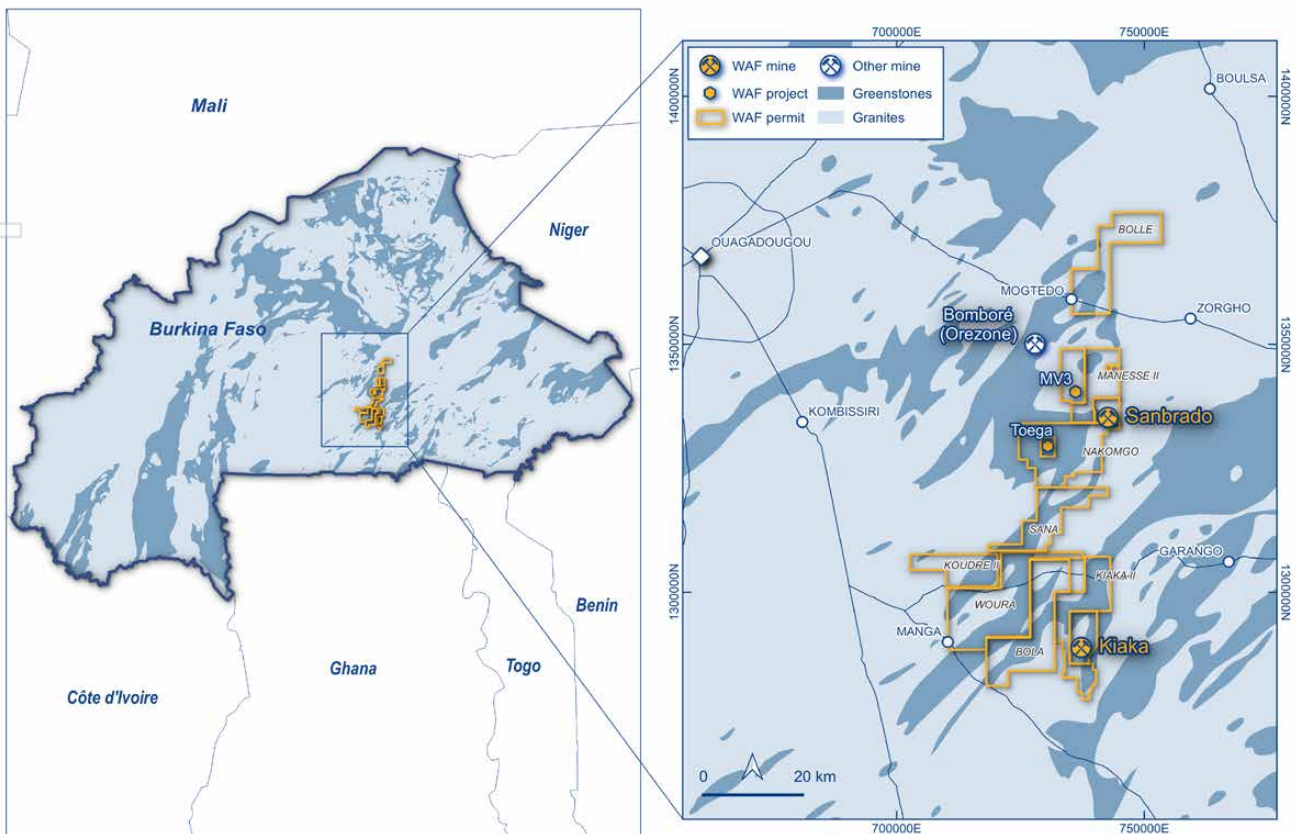 Mali
Niger
Burkina Faso
Benin
Ghana
Togo
Côte d'Ivoire
700000E
750000E
WAF mine
Other mine
WAF project
Greenstones
WAF permit
Granites
1400000N
1400000N
BOULSA
OUAGADOUGOU
BOLLE
MOGTEDO
ZORGHO
Bomboré
(Orezone)
1350000N
1350000N
MV3
MANESSE II
KOMBISSIRI
Sanbrado
Toega
NAKOMGO
SANA
GARANGO
KOUDRE II
KIAKA II
1300000N
1300000N
WOURA
MANGA
BOLA
Kiaka
0 20 km
700000E
750000E